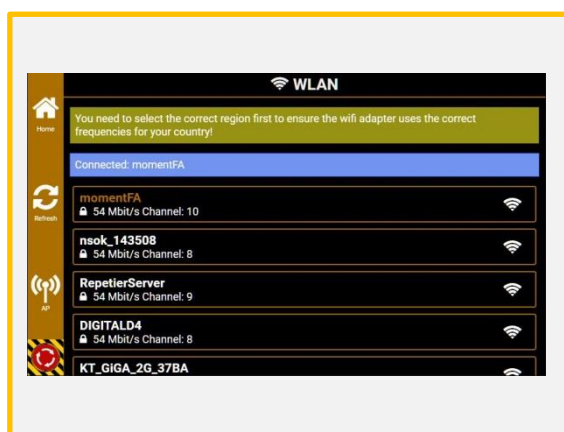 WLAN
Home
You need to select the correct region first to ensure the wifi adapter uses the correct
frequencies for your country!
Connected: momentFA
Refresh
momentFA
54 Mbit/s Channel: 10
nsok_143508
54 Mbit/s Channel: 8
RepetierServer
54 Mbit/s Channel: 9
AP
DIGITALD4
54 Mbit/s Channel: 8
KT_GiGA_2G_37BA